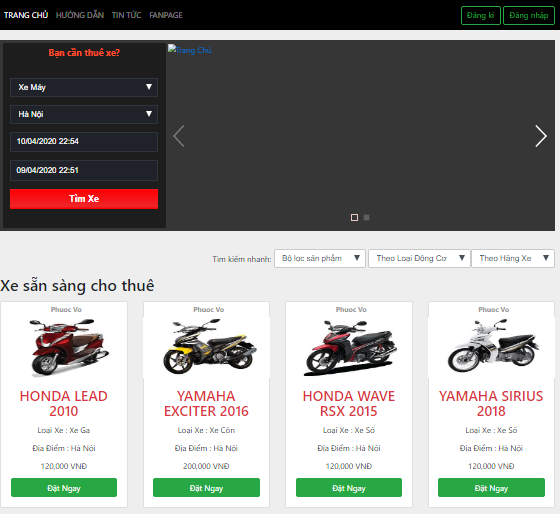 TRANG CHỦ HƯỚNG DẪN TIN TỨC FANPAGE Đăng kí Đăng nhập
Bạn cần thuê xe?
Xe Máy
Hà Nội
10/04/2020 22:54
09/04/2020 22:51
Tìm Xe
Trang Chủ
Tìm kiếm nhanh: Bộ lọc sản phẩm Theo Loại Động Cơ Theo Hãng Xe
Xe sẵn sàng cho thuê
Phuoc Vo
HONDA LEAD
2010
Loại Xe : Xe Ga
Địa Điểm : Hà Nội
120,000 VNĐ
Đặt Ngay
Phuoc Vo
YAMAHA
EXCITER 2016
Loại Xe : Xe Côn
Địa Điểm : Hà Nội
200,000 VNĐ
Đặt Ngay
Phuoc Vo
HONDA WAVE
RSX 2015
Loại Xe : Xe Số
Địa Điểm : Hà Nội
120,000 VNĐ
Đặt Ngay
Phuoc Vo
YAMAHA SIRIUS
2018
Loại Xe : Xe Số
Địa Điểm : Hà Nội
120,000 VNĐ
Đặt Ngay